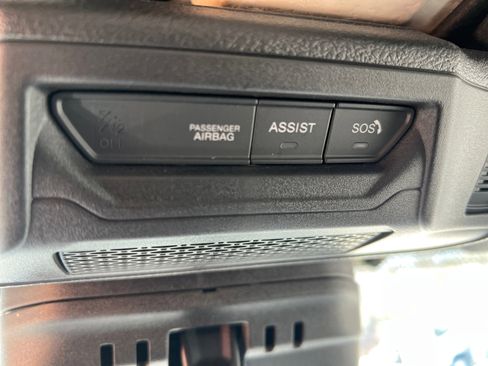 OFF
PASSENGER
AIRBAG
ASSIST
SOS